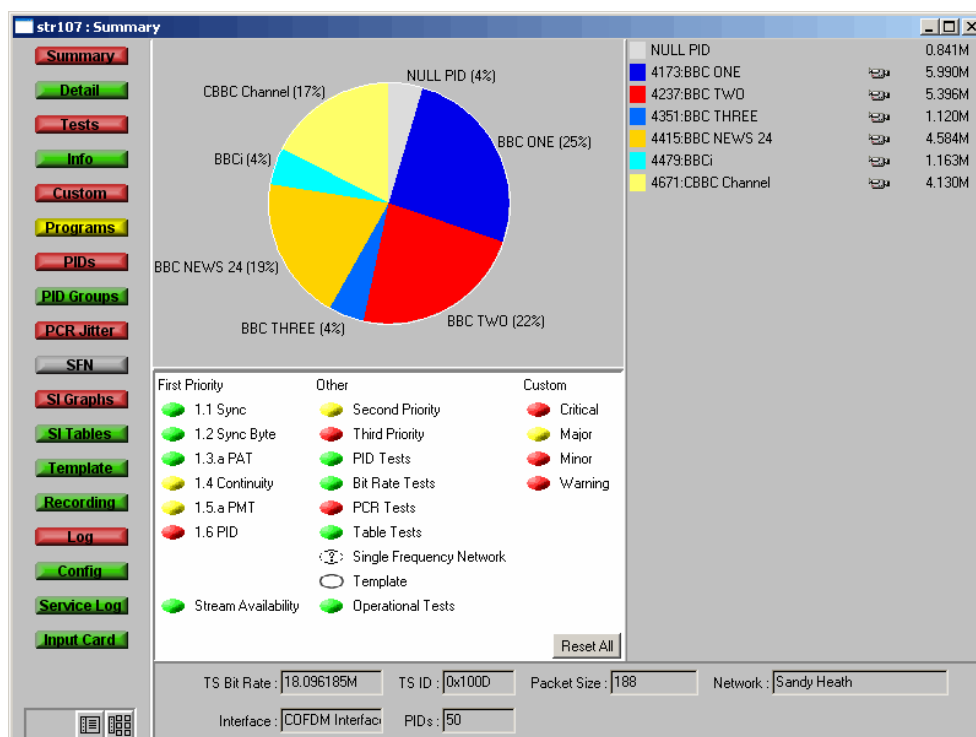 str107 : Summary
Summary
Detail
Tests
Info
Custom
Programs
PIDs
PID Groups
PCR Jitter
SFN
SI Graphs
SI Tables
Template
Recording
Log
Config
Service Log
Input Card
NULL PID (4%)
CBBC Channel (17%)
BBC ONE (25%)
BBCi (4%)
BBC NEWS 24 (19%)
BBC THREE (4%)
BBC TWO (22%)
NULL PID 0.841M
4173:BBC ONE 5.990M
4237:BBC TWO 5.396M
4351:BBC THREE 1.120M
4415:BBC NEWS 24 4.584M
4479:BBCi 1.163M
4671:CBBC Channel 4.130M
First Priority
1.1 Sync
1.2 Sync Byte
1.3.a PAT
1.4 Continuity
1.5.a PMT
1.6 PID
Stream Availability
Other
Second Priority
Third Priority
PID Tests
Bit Rate Tests
PCR Tests
Table Tests
Single Frequency Network
Template
Operational Tests
Custom
Critical
Major
Minor
Warning
Reset All
TS Bit Rate : 18.096185M TS ID : 0x100D Packet Size : 188 Network : Sandy Heath
Interface : COFDM Interfac PIDs : 50